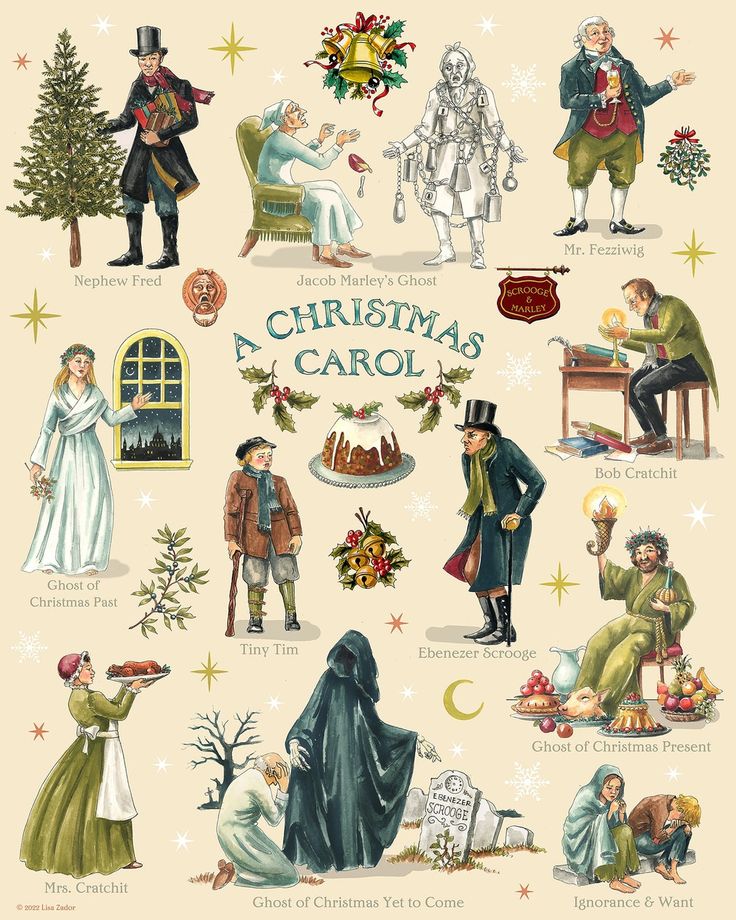 Nephew Fred
Jacob Marley's Ghost
Mr. Fezziwig
SCROOGE
&
MARLEY
A CHRISTMAS
CAROL
Bob Cratchit
Ghost of
Christmas Past
Tiny Tim
Ebenezer Scrooge
Ghost of Christmas Present
EBENEZER
SCROOGE
Mrs. Cratchit
Ghost of Christmas Yet to Come
Ignorance & Want
© 2022 Lisa Zador